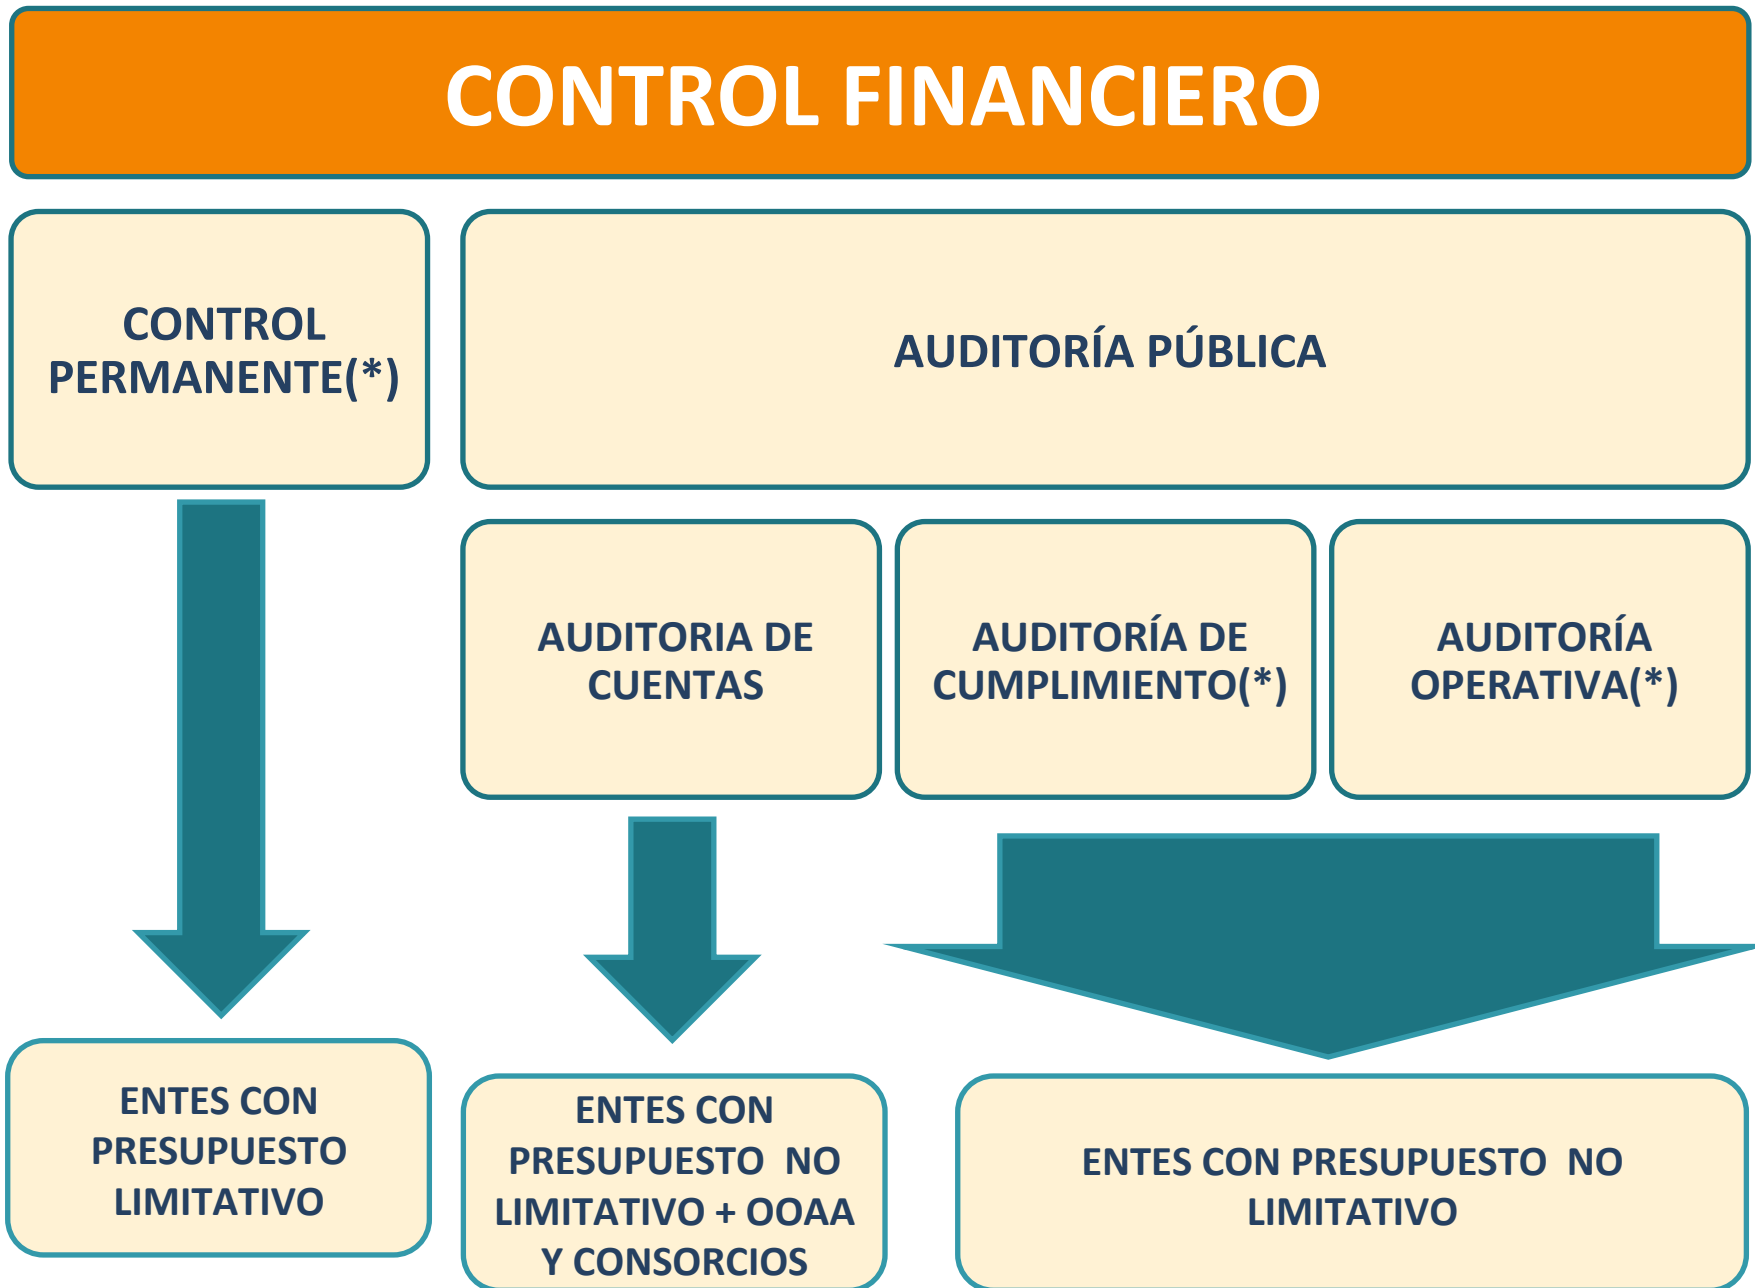 CONTROL FINANCIERO
CONTROL
PERMANENTE(*)
AUDITORÍA PÚBLICA
AUDITORIA DE
CUENTAS
AUDITORÍA DE
CUMPLIMIENTO(*)
AUDITORÍA
OPERATIVA(*)
ENTES CON
PRESUPUESTO
LIMITATIVO
ENTES CON
PRESUPUESTO NO
LIMITATIVO + OOAA
Y CONSORCIOS
ENTES CON PRESUPUESTO NO
LIMITATIVO